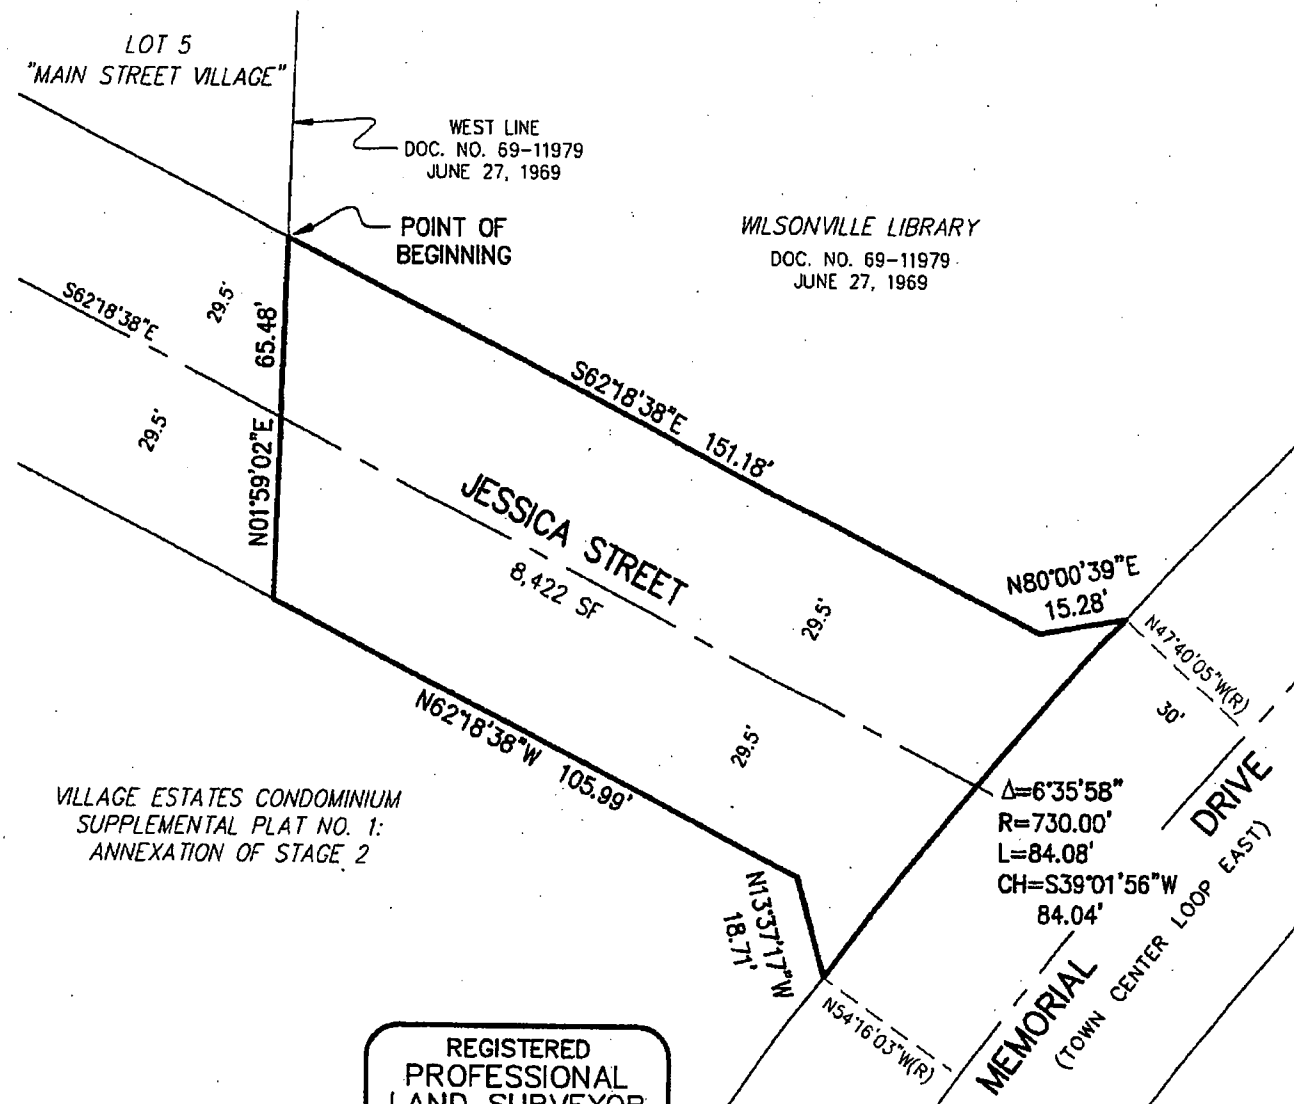 LOT 5
"MAIN STREET VILLAGE"
WEST LINE
DOC. NO. 69-11979
JUNE 27, 1969
POINT OF
BEGINNING
WILSONVILLE LIBRARY
DOC. NO. 69-11979
JUNE 27, 1969
S62°18'38"E
29.5'
65.48'
N01°59'02"E
29.5'
S62°18'38"E 151.18'
JESSICA STREET
8,422 SF
29.5'
N80°00'39"E
15.28'
N47°40'05"W(R)
30'
N62°18'38"W 105.99'
29.5'
VILLAGE ESTATES CONDOMINIUM
SUPPLEMENTAL PLAT NO. 1:
ANNEXATION OF STAGE 2
Δ=6°35'58"
R=730.00'
L=84.08'
CH=S39°01'56"W
84.04'
N13°37'17"W
18.71'
N54°16'03"W(R)
MEMORIAL DRIVE
(TOWN CENTER LOOP EAST)
REGISTERED
PROFESSIONAL
LAND SURVEYOR